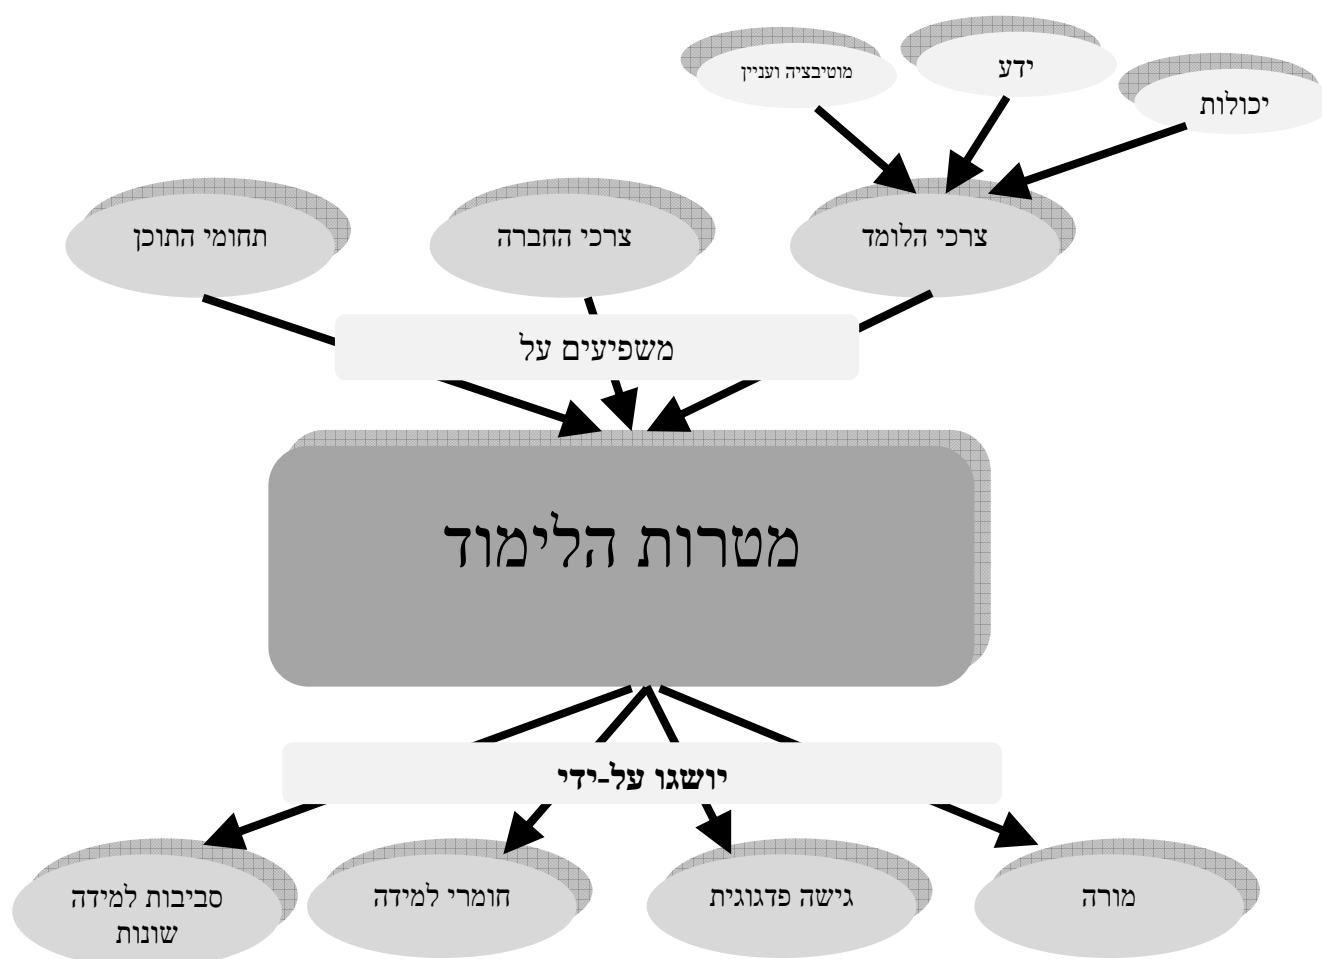 יכולות
ידע
מוטיבציה ועניין
צרכי הלומד
צרכי החברה
תחומי התוכן
משפיעים על
מטרות הלימוד
יושגו על-ידי
מורה
גישה פדגוגית
חומרי למידה
סביבות למידה
שונות